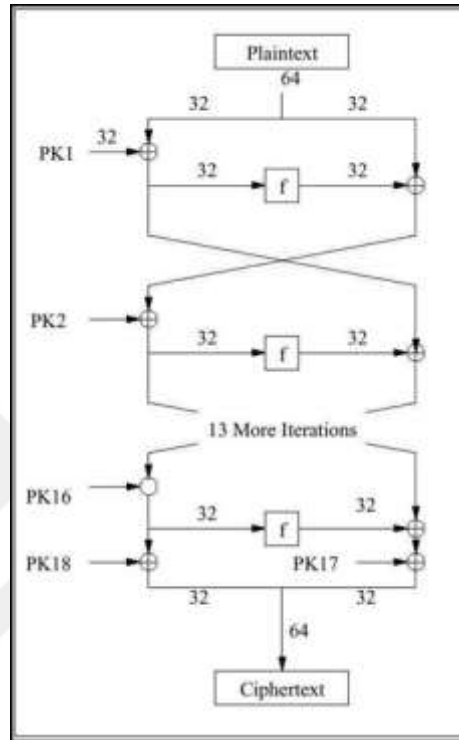 Plaintext
64
32 32
32
PK1
32 f 32
PK2
32 f 32
13 More Iterations
PK16
32 f 32
PK18 PK17
32 32
64
Ciphertext